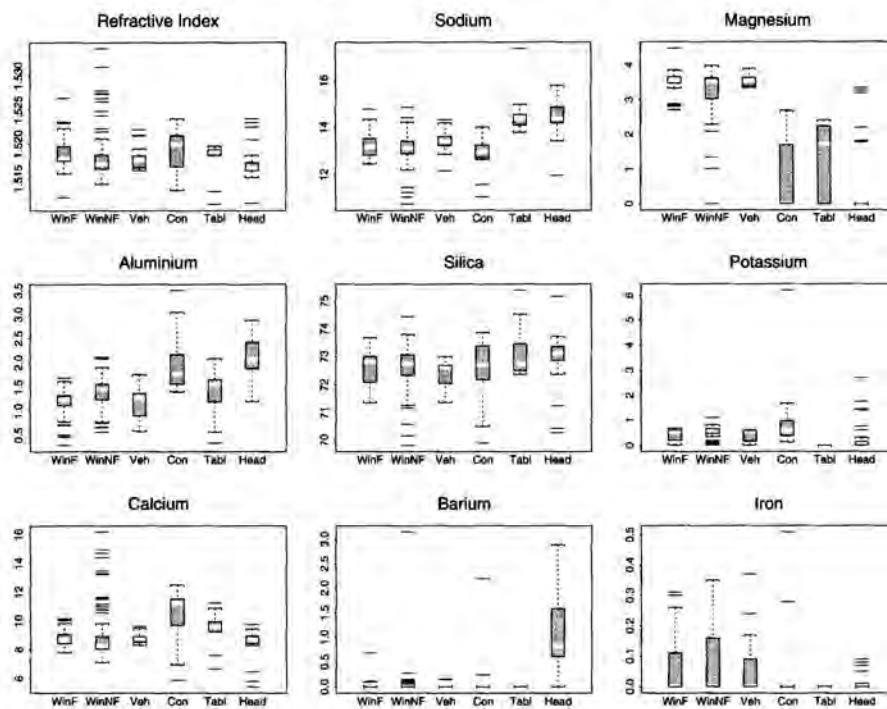 Refractive Index
1.515 1.520 1.525 1.530
WinF WinNF Veh Con Tabl Head
Sodium
12 14 16
WinF WinNF Veh Con Tabl Head
Magnesium
0 1 2 3 4
WinF WinNF Veh Con Tabl Head
Aluminium
0.5 1.0 1.5 2.0 2.5 3.0 3.5
WinF WinNF Veh Con Tabl Head
Silica
70 71 72 73 74 75
WinF WinNF Veh Con Tabl Head
Potassium
0 1 2 3 4 5 6
WinF WinNF Veh Con Tabl Head
Calcium
6 8 10 12 14 16
WinF WinNF Veh Con Tabl Head
Barium
0.0 0.5 1.0 1.5 2.0 2.5 3.0
WinF WinNF Veh Con Tabl Head
Iron
0.0 0.1 0.2 0.3 0.4 0.5
WinF WinNF Veh Con Tabl Head